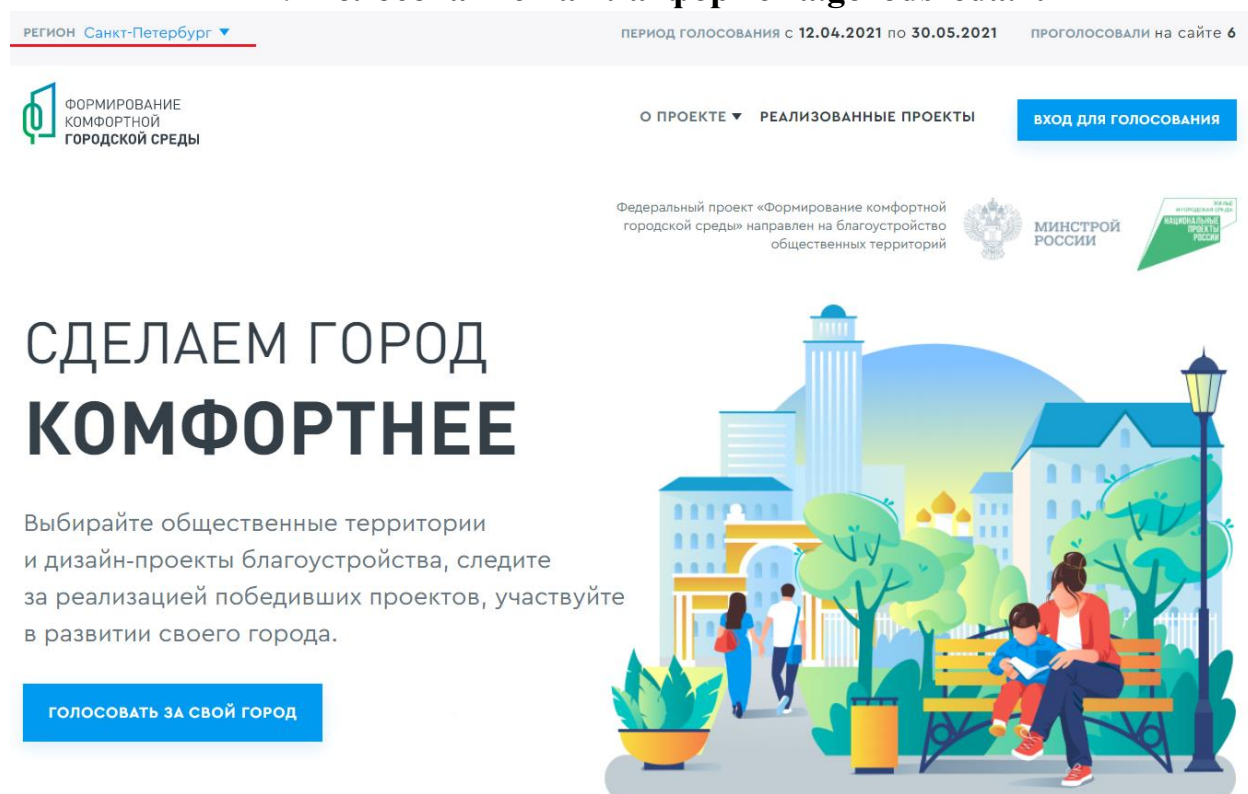 РЕГИОН Санкт-Петербург ▼
ПЕРИОД ГОЛОСОВАНИЯ с 12.04.2021 по 30.05.2021
ПРОГОЛОСОВАЛИ на сайте 6
ФОРМИРОВАНИЕ
КОМФОРТНОЙ
ГОРОДСКОЙ СРЕДЫ
О ПРОЕКТЕ ▼
РЕАЛИЗОВАННЫЕ ПРОЕКТЫ
ВХОД ДЛЯ ГОЛОСОВАНИЯ
Федеральный проект «Формирование комфортной
городской среды» направлен на благоустройство
общественных территорий
МИНСТРОЙ
РОССИИ
НАЦИОНАЛЬНЫЕ
ПРОЕКТЫ
РОССИИ
СДЕЛАЕМ ГОРОД
КОМФОРТНЕЕ
Выбирайте общественные территории
и дизайн-проекты благоустройства, следите
за реализацией победивших проектов, участвуйте
в развитии своего города.
ГОЛОСОВАТЬ ЗА СВОЙ ГОРОД